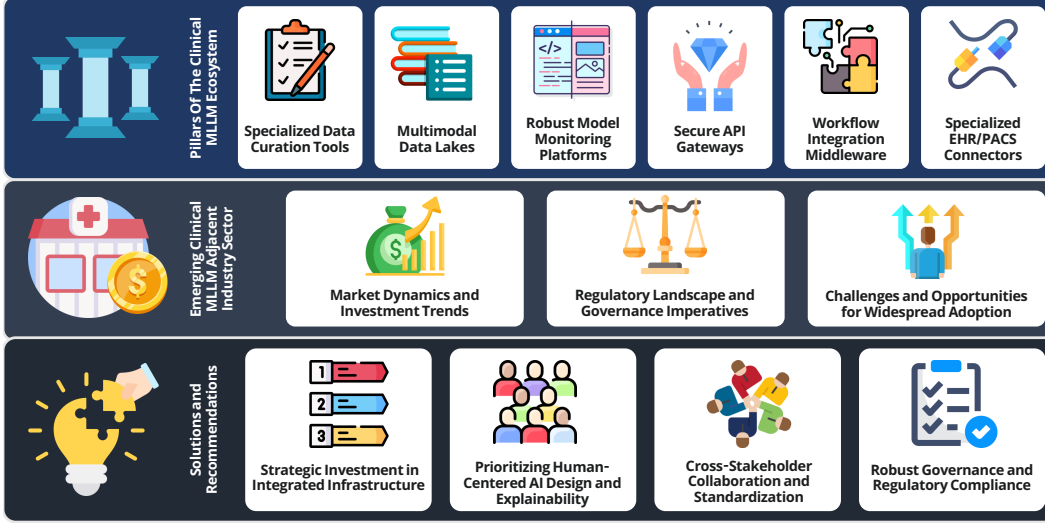 Pillars Of The Clinical
MLLM Ecosystem
Specialized Data
Curation Tools
Multimodal
Data Lakes
</>
Robust Model
Monitoring
Platforms
Secure API
Gateways
Workflow
Integration
Middleware
Specialized
EHR/PACS
Connectors
Emerging Clinical
MLLM Adjacent
Industry Sector
$
$
Market Dynamics and
Investment Trends
Regulatory Landscape and
Governance Imperatives
Challenges and Opportunities
for Widespread Adoption
Solutions and
Recommendations
1
2
3
Strategic Investment in
Integrated Infrastructure
Prioritizing Human-
Centered AI Design and
Explainability
Cross-Stakeholder
Collaboration and
Standardization
Robust Governance and
Regulatory Compliance